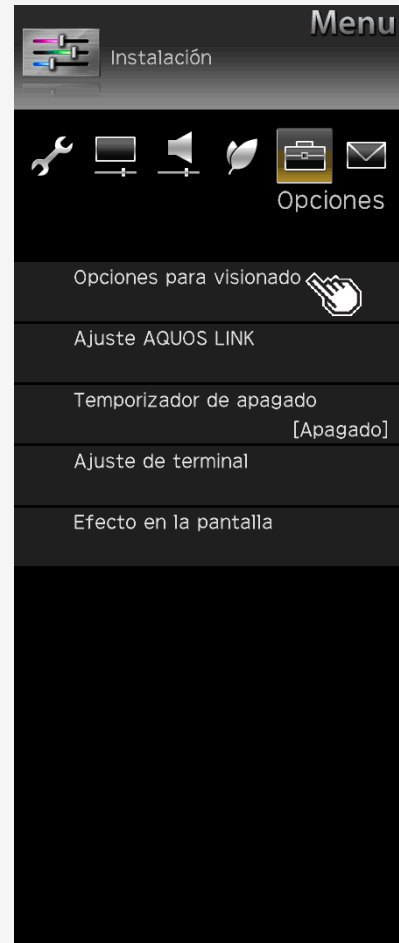 Menu
Instalación
Opciones
Opciones para visionado
Ajuste AQUOS LINK
Temporizador de apagado
[Apagado]
Ajuste de terminal
Efecto en la pantalla